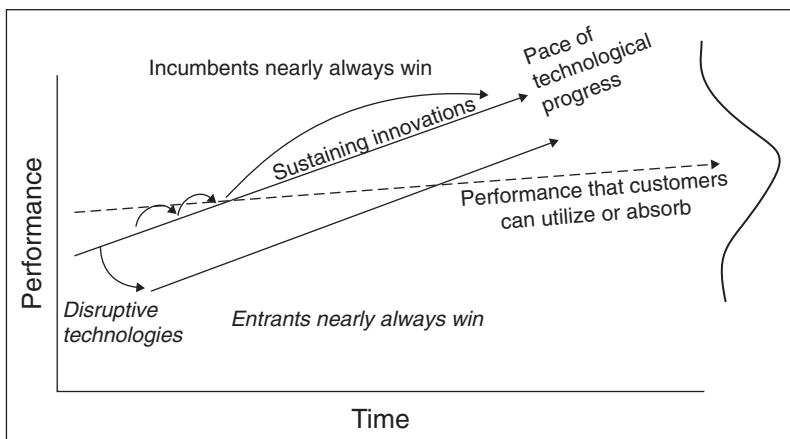 Incumbents nearly always win
Pace of
technological
progress
Sustaining innovations
Performance that customers
can utilize or absorb
Performance
Disruptive
technologies
Entrants nearly always win
Time